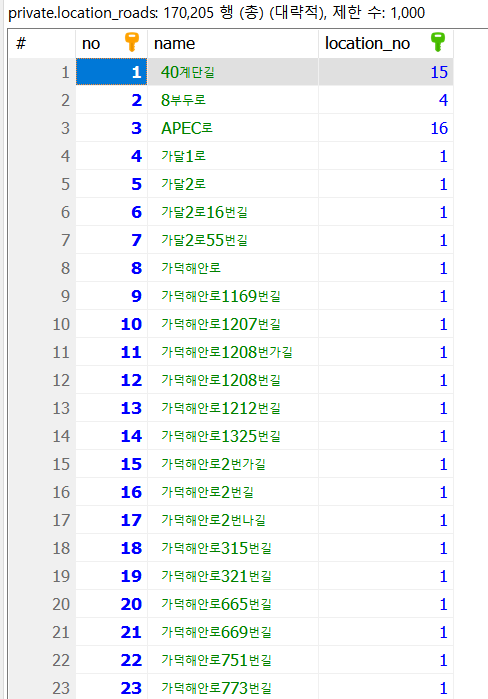 private.location_roads: 170,205 행 (종) (대략적), 제한 수: 1,000
# no name location_no
1 1 40계단길 15
2 2 8부두로 4
3 3 APEC로 16
4 4 가달1로 1
5 5 가달2로 1
6 6 가달2로16번길 1
7 7 가달2로55번길 1
8 8 가덕해안로 1
9 9 가덕해안로1169번길 1
10 10 가덕해안로1207번길 1
11 11 가덕해안로1208번가길 1
12 12 가덕해안로1208번길 1
13 13 가덕해안로1212번길 1
14 14 가덕해안로1325번길 1
15 15 가덕해안로2번가길 1
16 16 가덕해안로2번길 1
17 17 가덕해안로2번나길 1
18 18 가덕해안로315번길 1
19 19 가덕해안로321번길 1
20 20 가덕해안로665번길 1
21 21 가덕해안로669번길 1
22 22 가덕해안로751번길 1
23 23 가덕해안로773번길 1